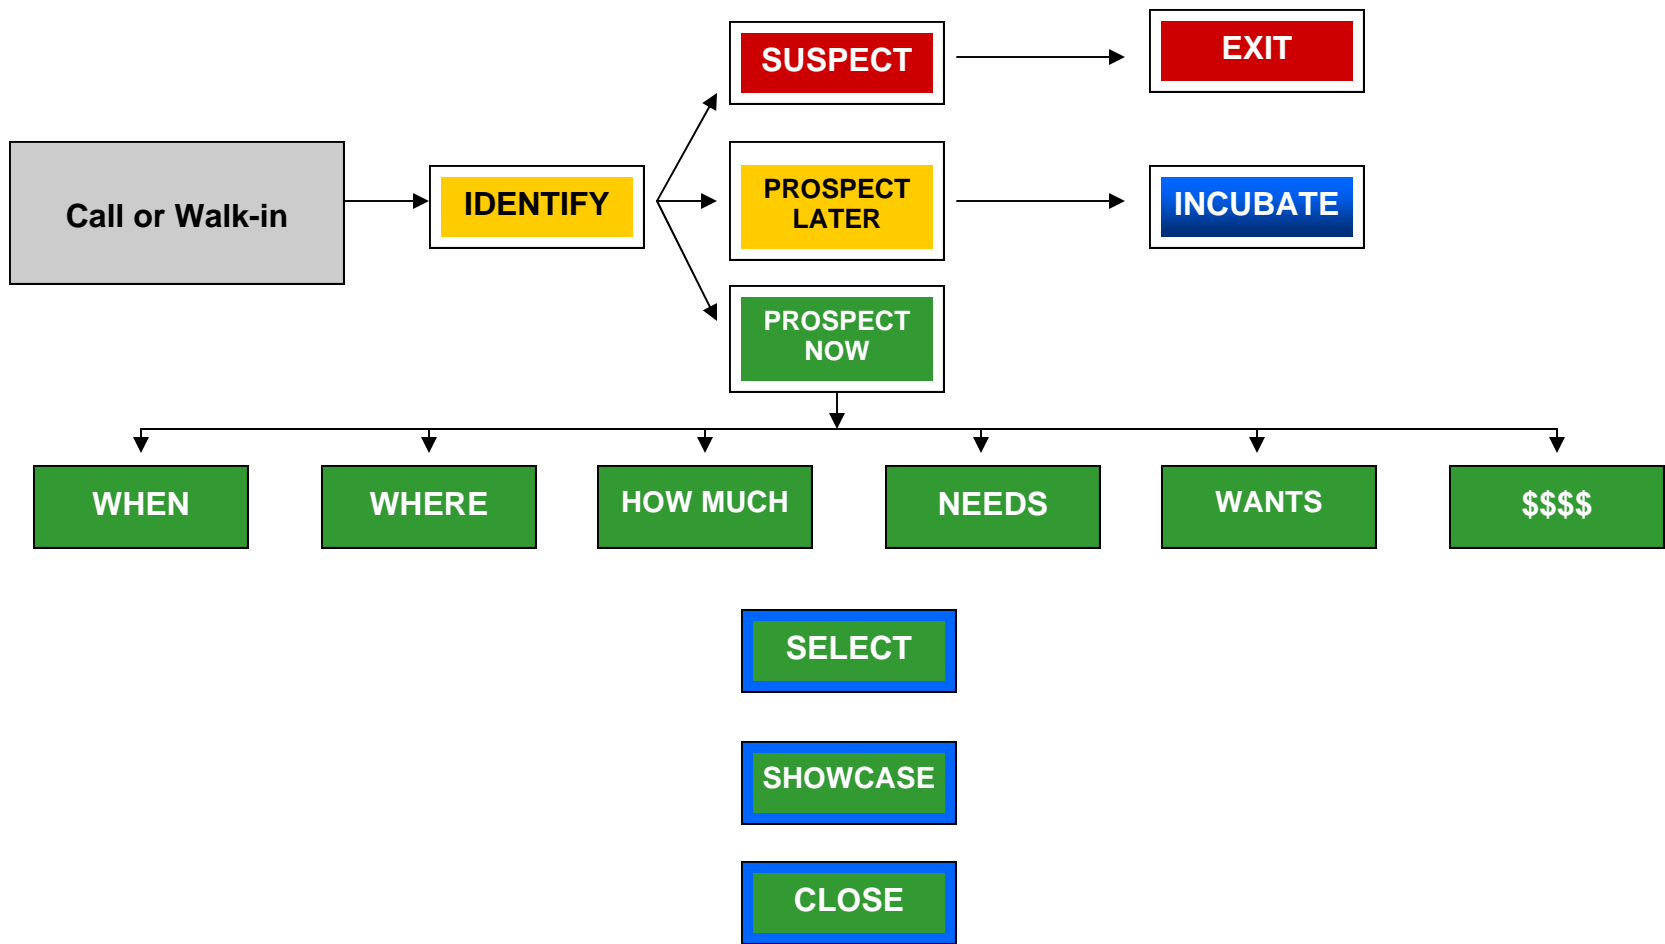 SUSPECT
EXIT
Call or Walk-in
IDENTIFY
PROSPECT
LATER
INCUBATE
PROSPECT
NOW
WHEN
WHERE
HOW MUCH
NEEDS
WANTS
$$$$
SELECT
SHOWCASE
CLOSE